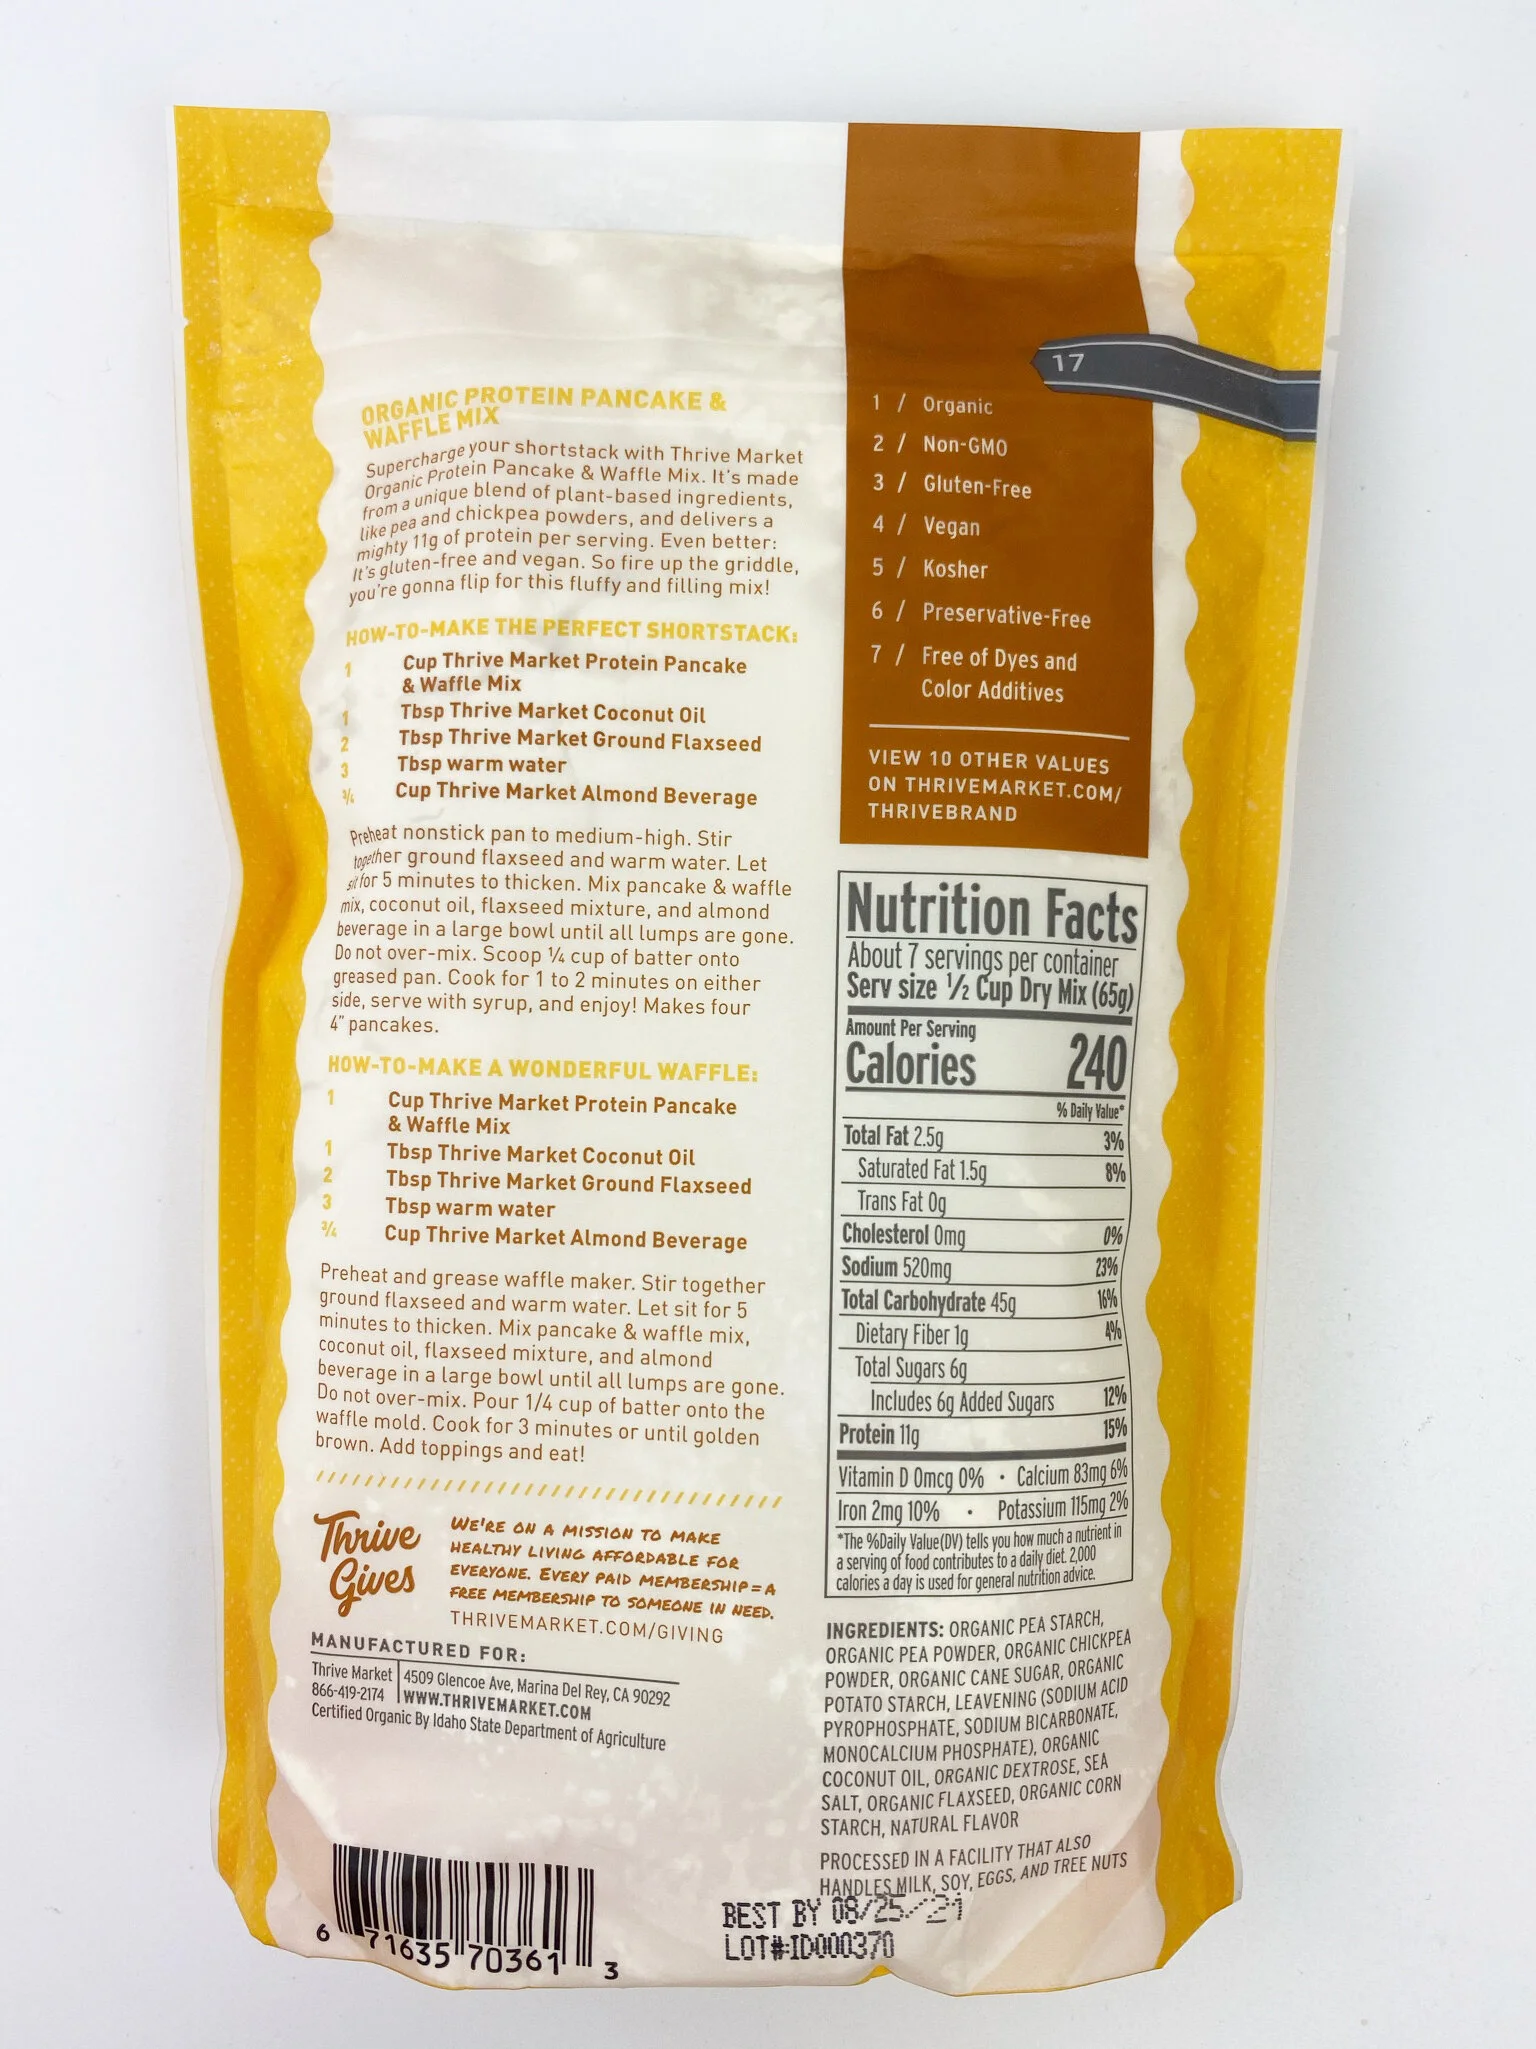 ORGANIC PROTEIN PANCAKE &
WAFFLE MIX
Supercharge your shortstack with Thrive Market
Organic Protein Pancake & Waffle Mix. It's made
from a unique blend of plant-based ingredients,
like pea and chickpea powders, and delivers a
mighty 11g of protein per serving. Even better:
It's gluten-free and vegan. So fire up the griddle,
you're gonna flip for this fluffy and filling mix!
HOW-TO-MAKE THE PERFECT SHORTSTACK:
1 Cup Thrive Market Protein Pancake
& Waffle Mix
1 Tbsp Thrive Market Coconut Oil
2 Tbsp Thrive Market Ground Flaxseed
3 Tbsp warm water
¾ Cup Thrive Market Almond Beverage
Preheat nonstick pan to medium-high. Stir
together ground flaxseed and warm water. Let
sit for 5 minutes to thicken. Mix pancake & waffle
mix, coconut oil, flaxseed mixture, and almond
beverage in a large bowl until all lumps are gone.
Do not over-mix. Scoop ¼ cup of batter onto
greased pan. Cook for 1 to 2 minutes on either
side, serve with syrup, and enjoy! Makes four
4" pancakes.
HOW-TO-MAKE A WONDERFUL WAFFLE:
1 Cup Thrive Market Protein Pancake
& Waffle Mix
1 Tbsp Thrive Market Coconut Oil
2 Tbsp Thrive Market Ground Flaxseed
3 Tbsp warm water
¾ Cup Thrive Market Almond Beverage
Preheat and grease waffle maker. Stir together
ground flaxseed and warm water. Let sit for 5
minutes to thicken. Mix pancake & waffle mix,
coconut oil, flaxseed mixture, and almond
beverage in a large bowl until all lumps are gone.
Do not over-mix. Pour 1/4 cup of batter onto the
waffle mold. Cook for 3 minutes or until golden
brown. Add toppings and eat!
Thrive
Gives
WE'RE ON A MISSION TO MAKE
HEALTHY LIVING AFFORDABLE FOR
EVERYONE. EVERY PAID MEMBERSHIP = A
FREE MEMBERSHIP TO SOMEONE IN NEED.
THRIVEMARKET.COM/GIVING
MANUFACTURED FOR:
Thrive Market | 4509 Glencoe Ave, Marina Del Rey, CA 90292
866-419-2174 | WWW.THRIVEMARKET.COM
Certified Organic By Idaho State Department of Agriculture
6 71635 70361 3
17
1 / Organic
2 / Non-GMO
3 / Gluten-Free
4 / Vegan
5 / Kosher
6 / Preservative-Free
7 / Free of Dyes and
Color Additives
VIEW 10 OTHER VALUES
ON THRIVEMARKET.COM/
THRIVEBRAND
Nutrition Facts
About 7 servings per container
Serv size ½ Cup Dry Mix (65g)
Amount Per Serving
Calories 240
% Daily Value*
Total Fat 2.5g 3%
Saturated Fat 1.5g 8%
Trans Fat 0g
Cholesterol 0mg 0%
Sodium 520mg 23%
Total Carbohydrate 45g 16%
Dietary Fiber 1g 4%
Total Sugars 6g
Includes 6g Added Sugars 12%
Protein 11g 15%
Vitamin D 0mcg 0% • Calcium 83mg 6%
Iron 2mg 10% • Potassium 115mg 2%
*The %Daily Value(DV) tells you how much a nutrient in
a serving of food contributes to a daily diet. 2,000
calories a day is used for general nutrition advice.
INGREDIENTS: ORGANIC PEA STARCH,
ORGANIC PEA POWDER, ORGANIC CHICKPEA
POWDER, ORGANIC CANE SUGAR, ORGANIC
POTATO STARCH, LEAVENING (SODIUM ACID
PYROPHOSPHATE, SODIUM BICARBONATE,
MONOCALCIUM PHOSPHATE), ORGANIC
COCONUT OIL, ORGANIC DEXTROSE, SEA
SALT, ORGANIC FLAXSEED, ORGANIC CORN
STARCH, NATURAL FLAVOR
PROCESSED IN A FACILITY THAT ALSO
HANDLES MILK, SOY, EGGS, AND TREE NUTS
BEST BY 08/25/21
LOT#:ID000370